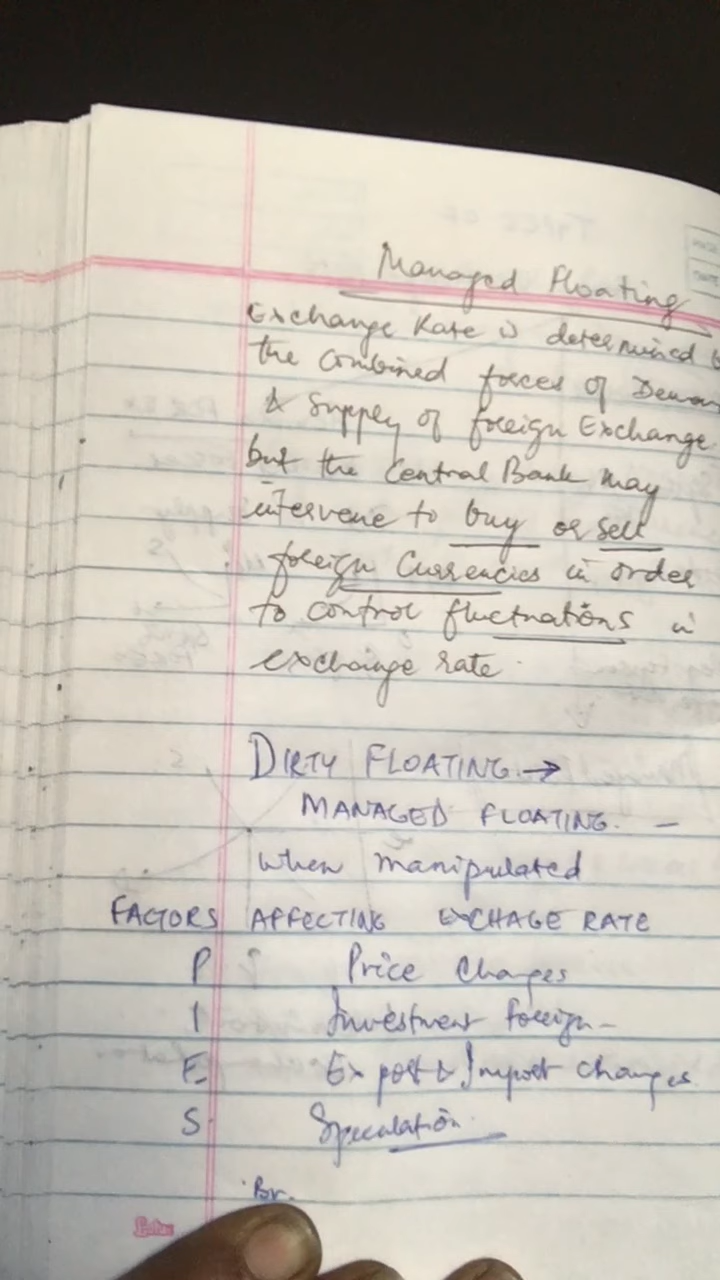 Managed Floating
Exchange Rate is determined b
the combined forces of Deman
& Supply of foreign Exchange
but the Central Bank may
intervene to buy or sell
foreign Currencies in order
to control fluctuations in
exchange rate.
DIRTY FLOATING →
MANAGED FLOATING. —
when manipulated
FACTORS AFFECTING EXCHAGE RATE
P Price Changes
I Investment foreign –
E Export & Import changes
S Speculation
Br.